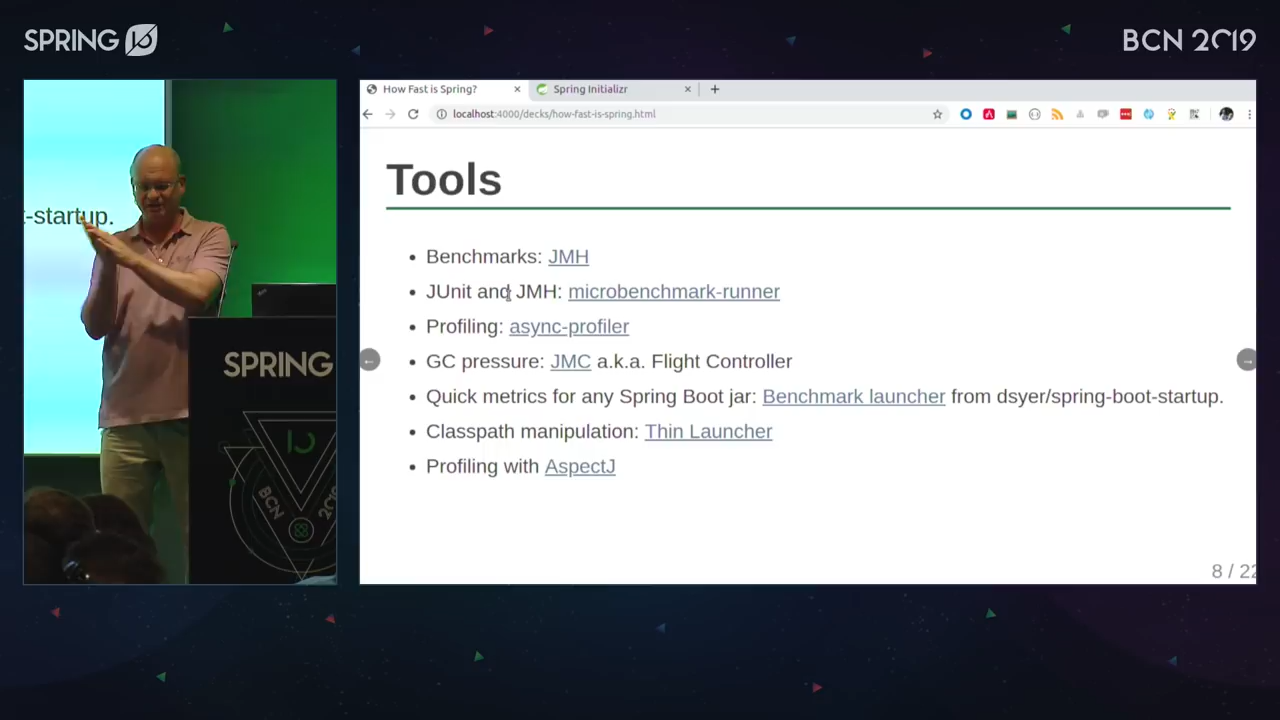 SPRING IO
BCN 2019
-startup.
SPRING
IO
BCN
2019
How Fast is Spring?
Spring Initializr
localhost:4000/decks/how-fast-is-spring.html
Tools
• Benchmarks: JMH
• JUnit and JMH: microbenchmark-runner
• Profiling: async-profiler
• GC pressure: JMC a.k.a. Flight Controller
• Quick metrics for any Spring Boot jar: Benchmark launcher from dsyer/spring-boot-startup.
• Classpath manipulation: Thin Launcher
• Profiling with AspectJ
8 / 22